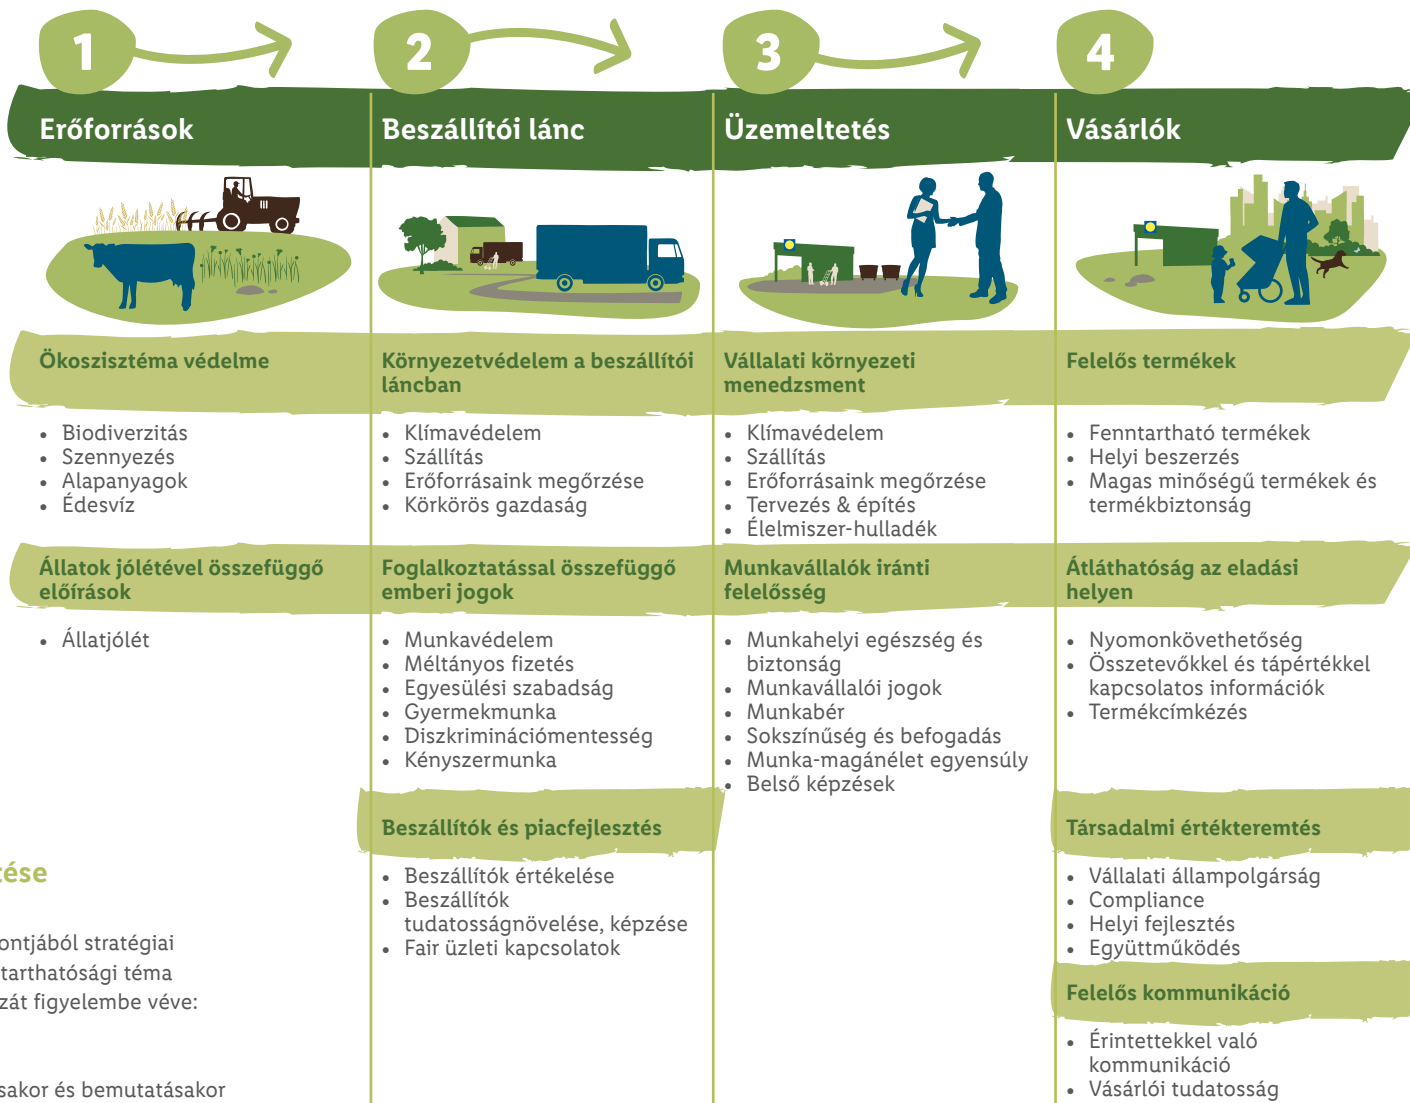 1
2
3
4
Erőforrások
Beszállítói lánc
Üzemeltetés
Vásárlók
Ökoszisztéma védelme
• Biodiverzitás
• Szennyezés
• Alapanyagok
• Édesvíz
Állatok jólétével összefüggő
előírások
• Állatjólét
Környezetvédelem a beszállítói
láncban
• Klímavédelem
• Szállítás
• Erőforrásaink megőrzése
• Körkörös gazdaság
Foglalkoztatással összefüggő
emberi jogok
• Munkavédelem
• Méltányos fizetés
• Egyesülési szabadság
• Gyermekmunka
• Diszkriminációmentesség
• Kényszermunka
Beszállítók és piacfejlesztés
• Beszállítók értékelése
• Beszállítók
tudatosságnövelése, képzése
• Fair üzleti kapcsolatok
Vállalati környezeti
menedzsment
• Klímavédelem
• Szállítás
• Erőforrásaink megőrzése
• Tervezés & építés
• Élelmiszer-hulladék
Munkavállalók iránti
felelősség
• Munkahelyi egészség és
biztonság
• Munkavállalói jogok
• Munkabér
• Sokszínűség és befogadás
• Munka-magánélet egyensúly
• Belső képzések
Felelős termékek
• Fenntartható termékek
• Helyi beszerzés
• Magas minőségű termékek és
termékbiztonság
Átláthatóság az eladási
helyen
• Nyomonkövethetőség
• Összetevőkkel és tápértékkel
kapcsolatos információk
• Termékcímkézés
Társadalmi értékteremtés
• Vállalati állampolgárság
• Compliance
• Helyi fejlesztés
• Együttműködés
Felelős kommunikáció
• Érintettekkel való
kommunikáció
• Vásárlói tudatosság
stratégiai
téma
figyelembe véve:
és bemutatásakor